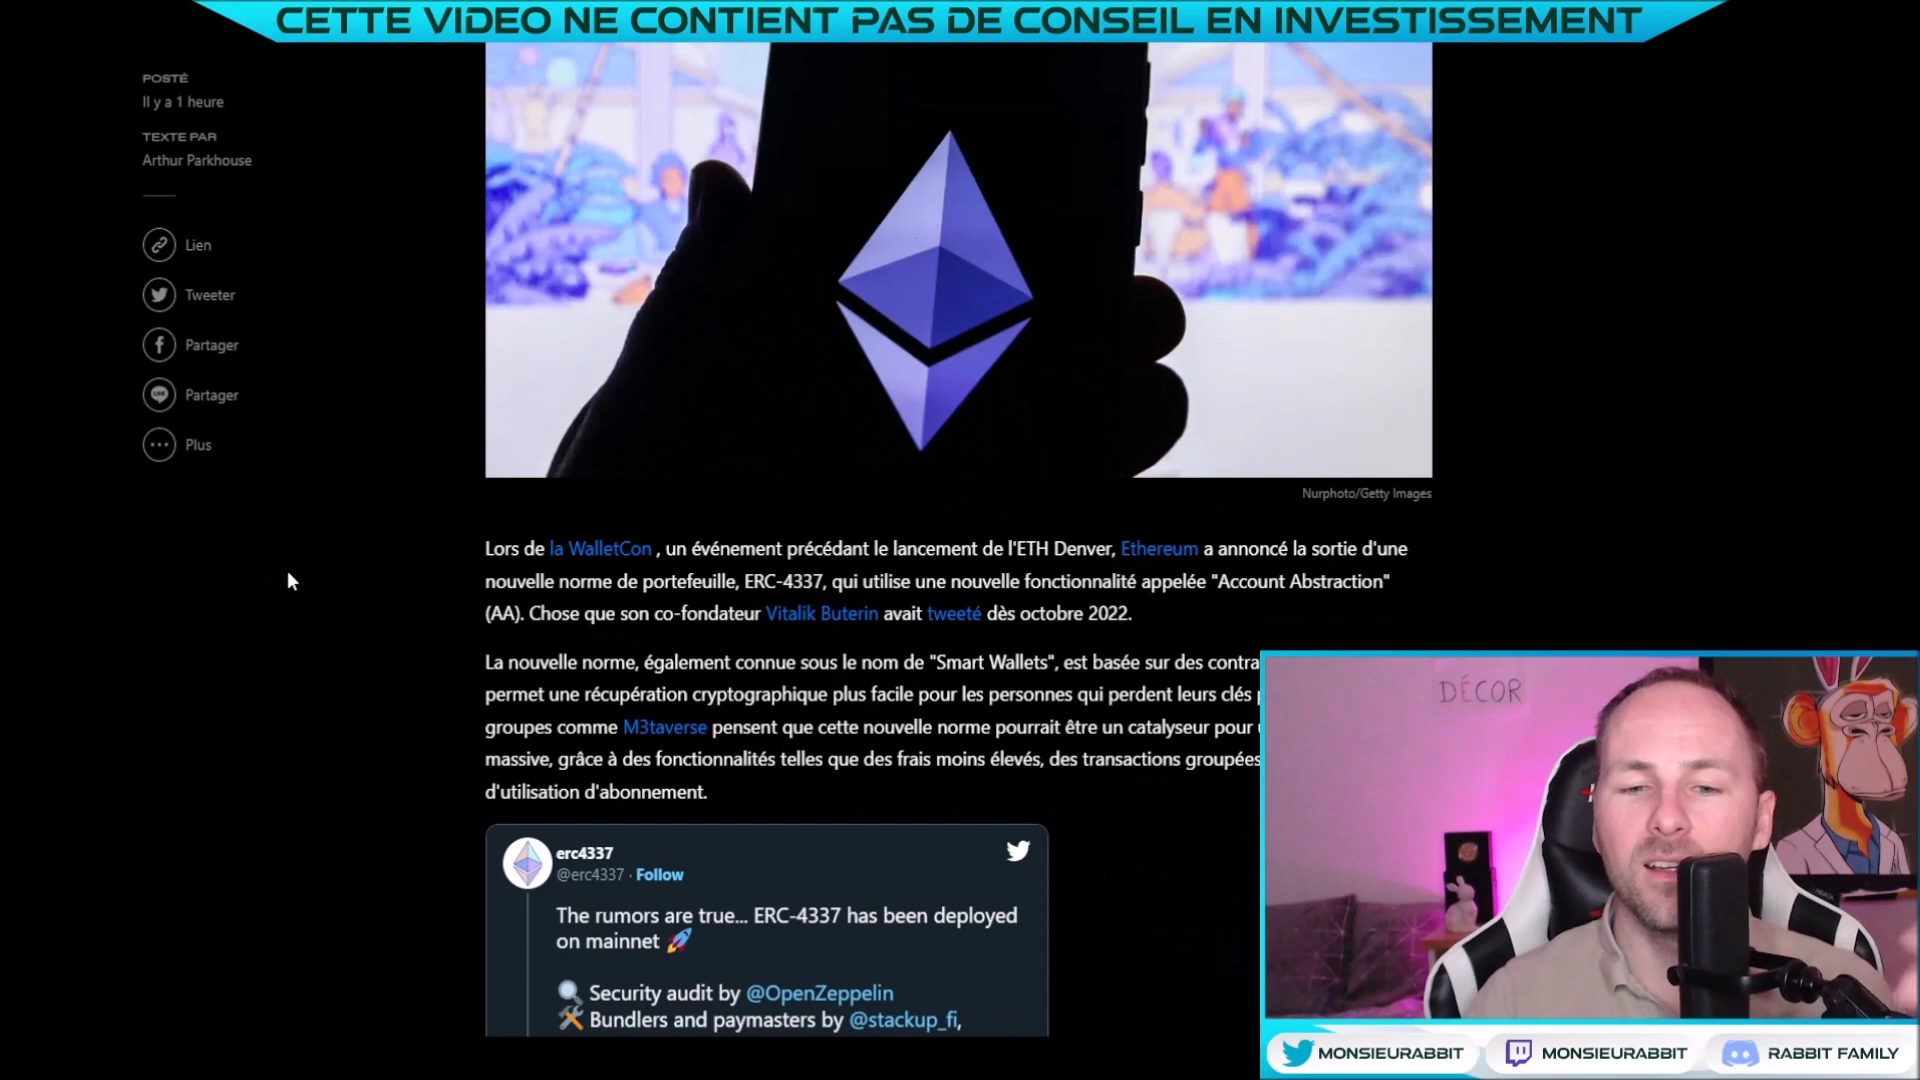 CETTE VIDEO NE CONTIENT PAS DE CONSEIL EN INVESTISSEMENT
POSTÉ
Il y a 1 heure
TEXTE PAR
Arthur Parkhouse
Lien
Tweeter
Partager
Partager
Plus
Nurphoto/Getty Images
Lors de la WalletCon , un événement précédant le lancement de l'ETH Denver, Ethereum a annoncé la sortie d'une
nouvelle norme de portefeuille, ERC-4337, qui utilise une nouvelle fonctionnalité appelée "Account Abstraction"
(AA). Chose que son co-fondateur Vitalik Buterin avait tweeté dès octobre 2022.
La nouvelle norme, également connue sous le nom de "Smart Wallets", est basée sur des contra
permet une récupération cryptographique plus facile pour les personnes qui perdent leurs clés
groupes comme M3taverse pensent que cette nouvelle norme pourrait être un catalyseur pour
massive, grâce à des fonctionnalités telles que des frais moins élevés, des transactions groupées
d'utilisation d'abonnement.
erc4337
@erc4337 · Follow
The rumors are true... ERC-4337 has been deployed
on mainnet 🚀
🔍 Security audit by @OpenZeppelin
🛠 Bundlers and paymasters by @stackup_fi,
DÉCOR
MONSIEURABBIT
MONSIEURABBIT
RABBIT FAMILY